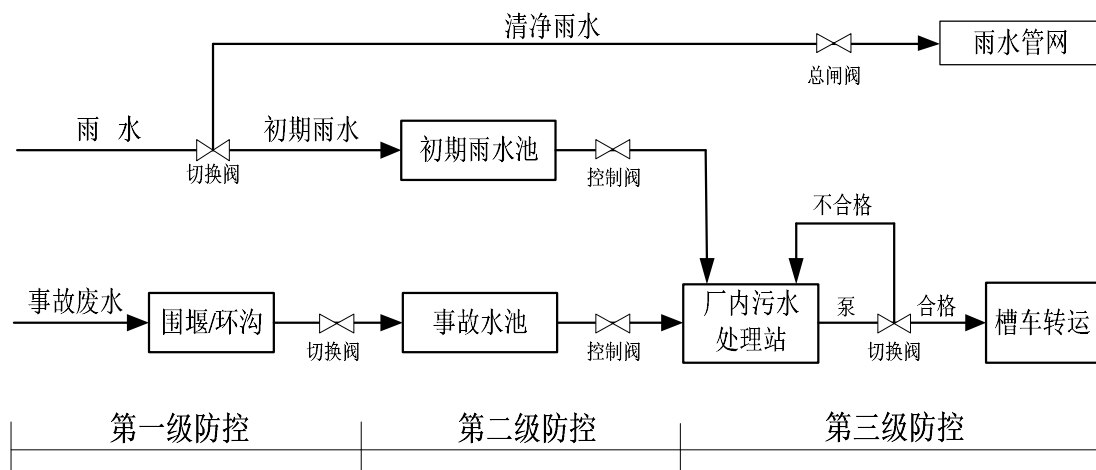 清净雨水
总闸阀
雨水管网
雨 水
切换阀
初期雨水
初期雨水池
控制阀
不合格
事故废水
围堰/环沟
切换阀
事故水池
控制阀
厂内污水
处理站
泵
切换阀
合格
槽车转运
第一级防控
第二级防控
第三级防控